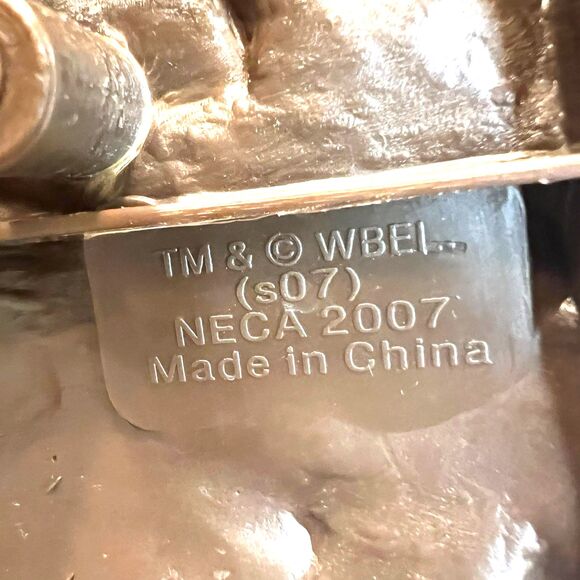 TM & © WBEI
(s07)
NECA 2007
Made in China